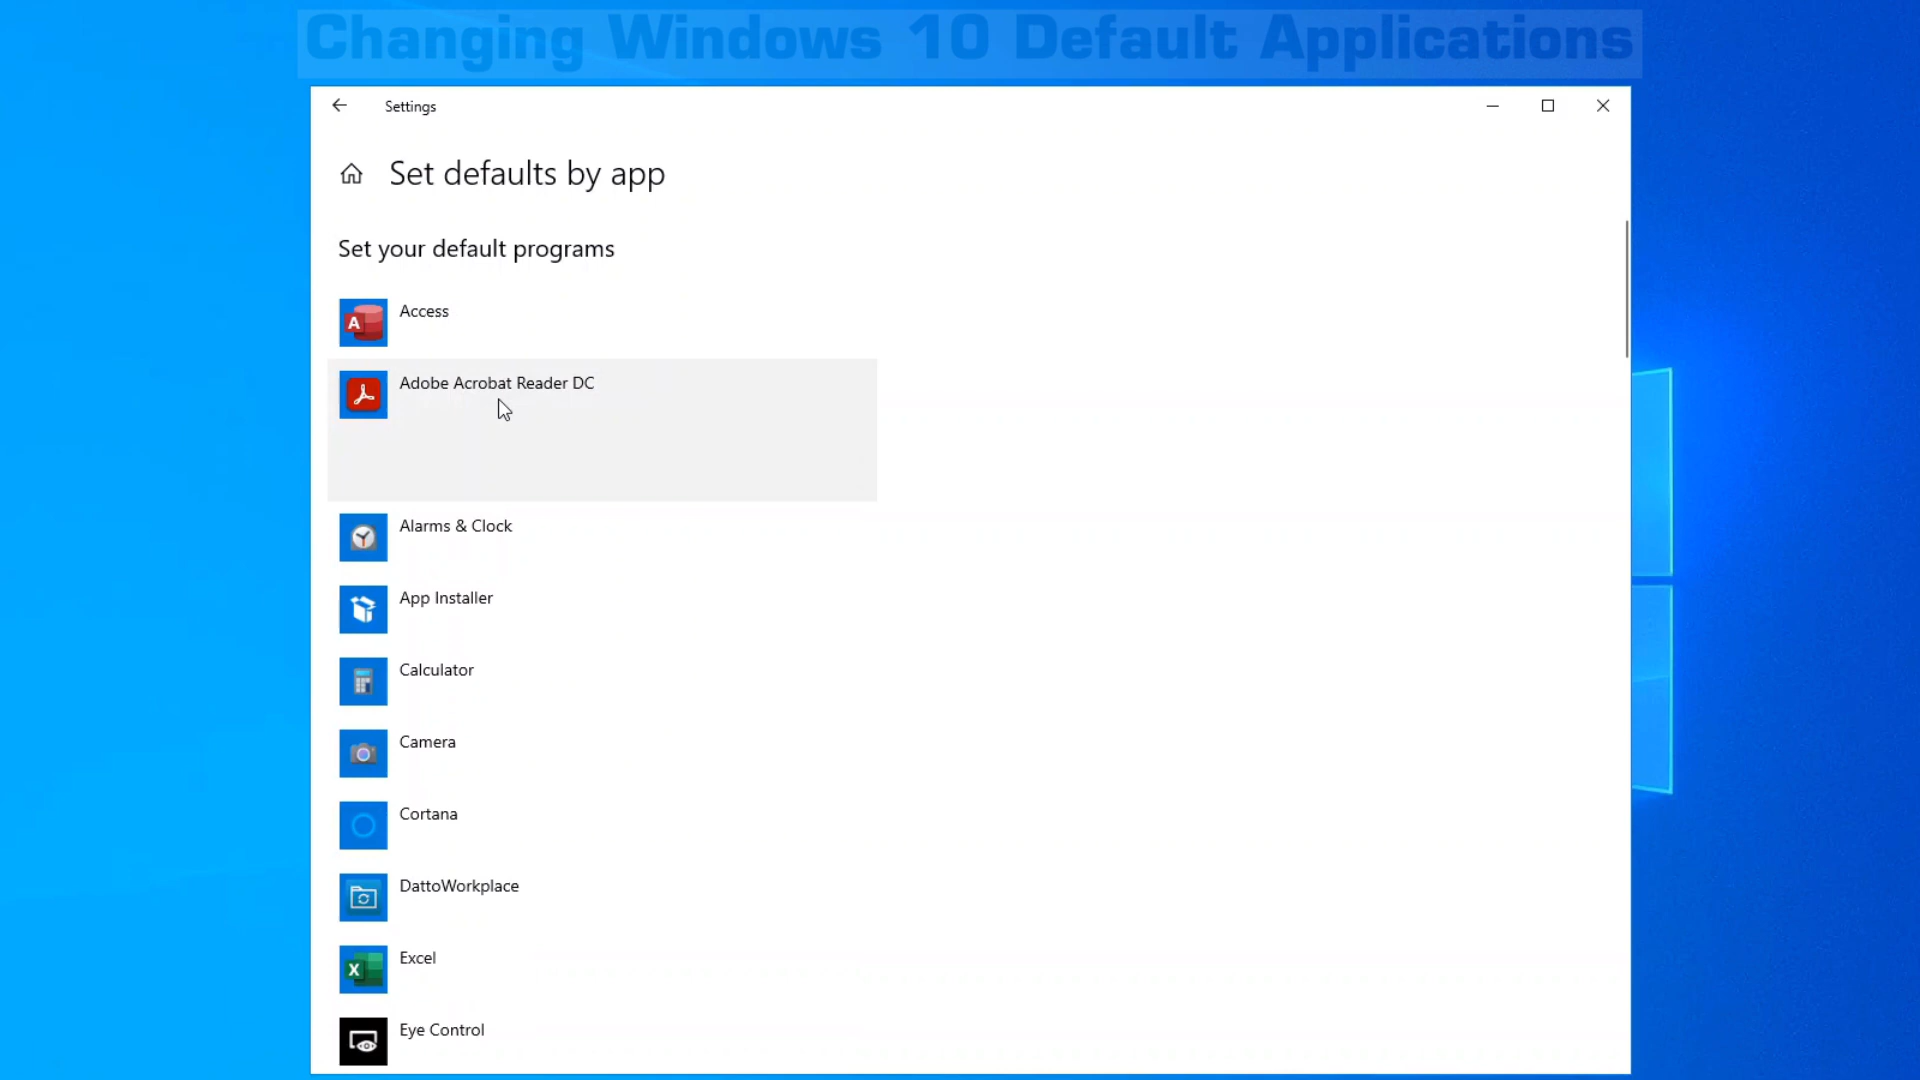 Changing Windows 10 Default Applications
Settings
Set defaults by app
Set your default programs
Access
Adobe Acrobat Reader DC
Alarms & Clock
App Installer
Calculator
Camera
Cortana
DattoWorkplace
Excel
Eye Control